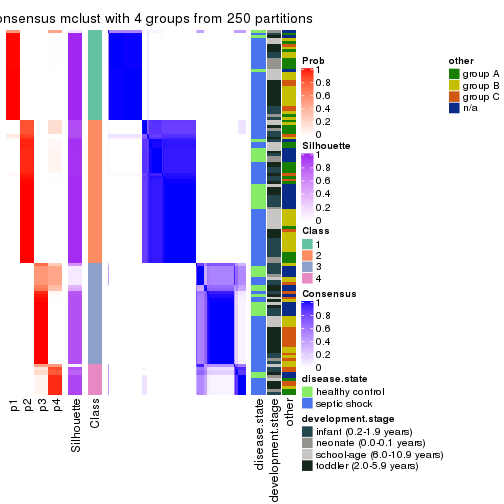 onsensus mclust with 4 groups from 250 partitions
Prob
1
0.8
0.6
0.4
0.2
0
Silhouette
1
0.8
0.6
0.4
0.2
0
Class
1
2
3
4
Consensus
1
0.8
0.6
0.4
0.2
0
disease.state
healthy control
septic shock
development.stage
infant (0.2-1.9 years)
neonate (0.0-0.1 years)
school-age (6.0-10.9 years)
toddler (2.0-5.9 years)
other
group A
group B
group C
n/a
p1
p2
p3
p4
Silhouette
Class
disease.state
development.stage
other